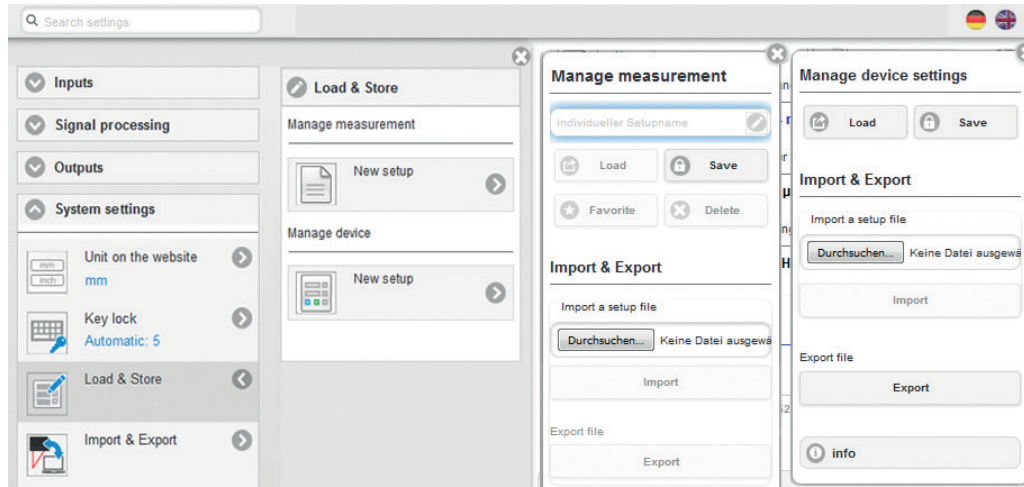 Search settings
Inputs
Signal processing
Outputs
System settings
mm
inch
Unit on the website
mm
Key lock
Automatic: 5
Load & Store
Import & Export
Load & Store
Manage measurement
New setup
Manage device
New setup
Manage measurement
individueller Setupname
Load
Save
Favorite
Delete
Import & Export
Import a setup file
Durchsuchen... Keine Datei ausgewä
Import
Export file
Export
Manage device settings
Load
Save
Import & Export
Import a setup file
Durchsuchen... Keine Datei ausgewä
Import
Export file
Export
info